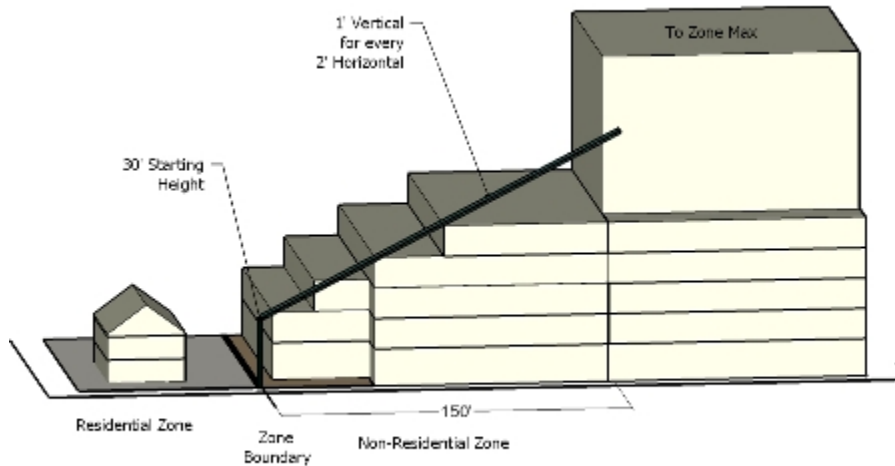 1' Vertical
for every
2' Horizontal
To Zone Max
30' Starting
Height
150'
Residential Zone
Zone
Boundary
Non-Residential Zone